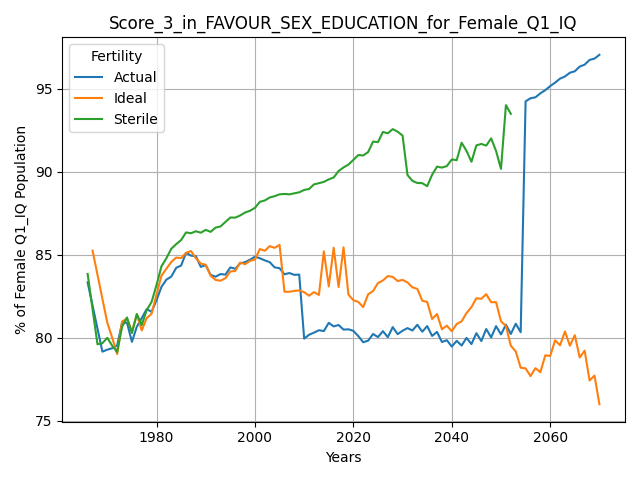 Score_3_in_FAVOUR_SEX_EDUCATION_for_Female_Q1_IQ
Fertility
Actual
Ideal
Sterile
% of Female Q1_IQ Population
95
90
85
80
75
1980
2000
2020
2040
2060
Years